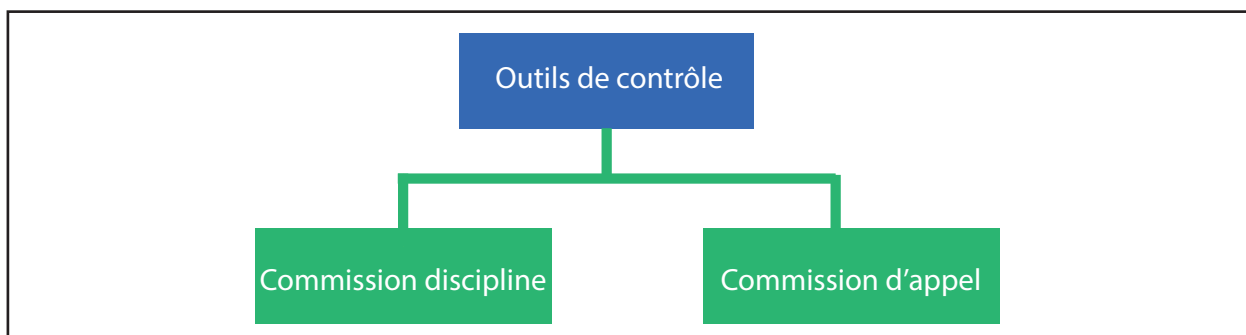 Outils de contrôle
Commission discipline
Commission d’appel